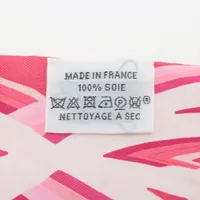 MADE IN FRANCE
100% SOIE
NETTOYAGE A SEC